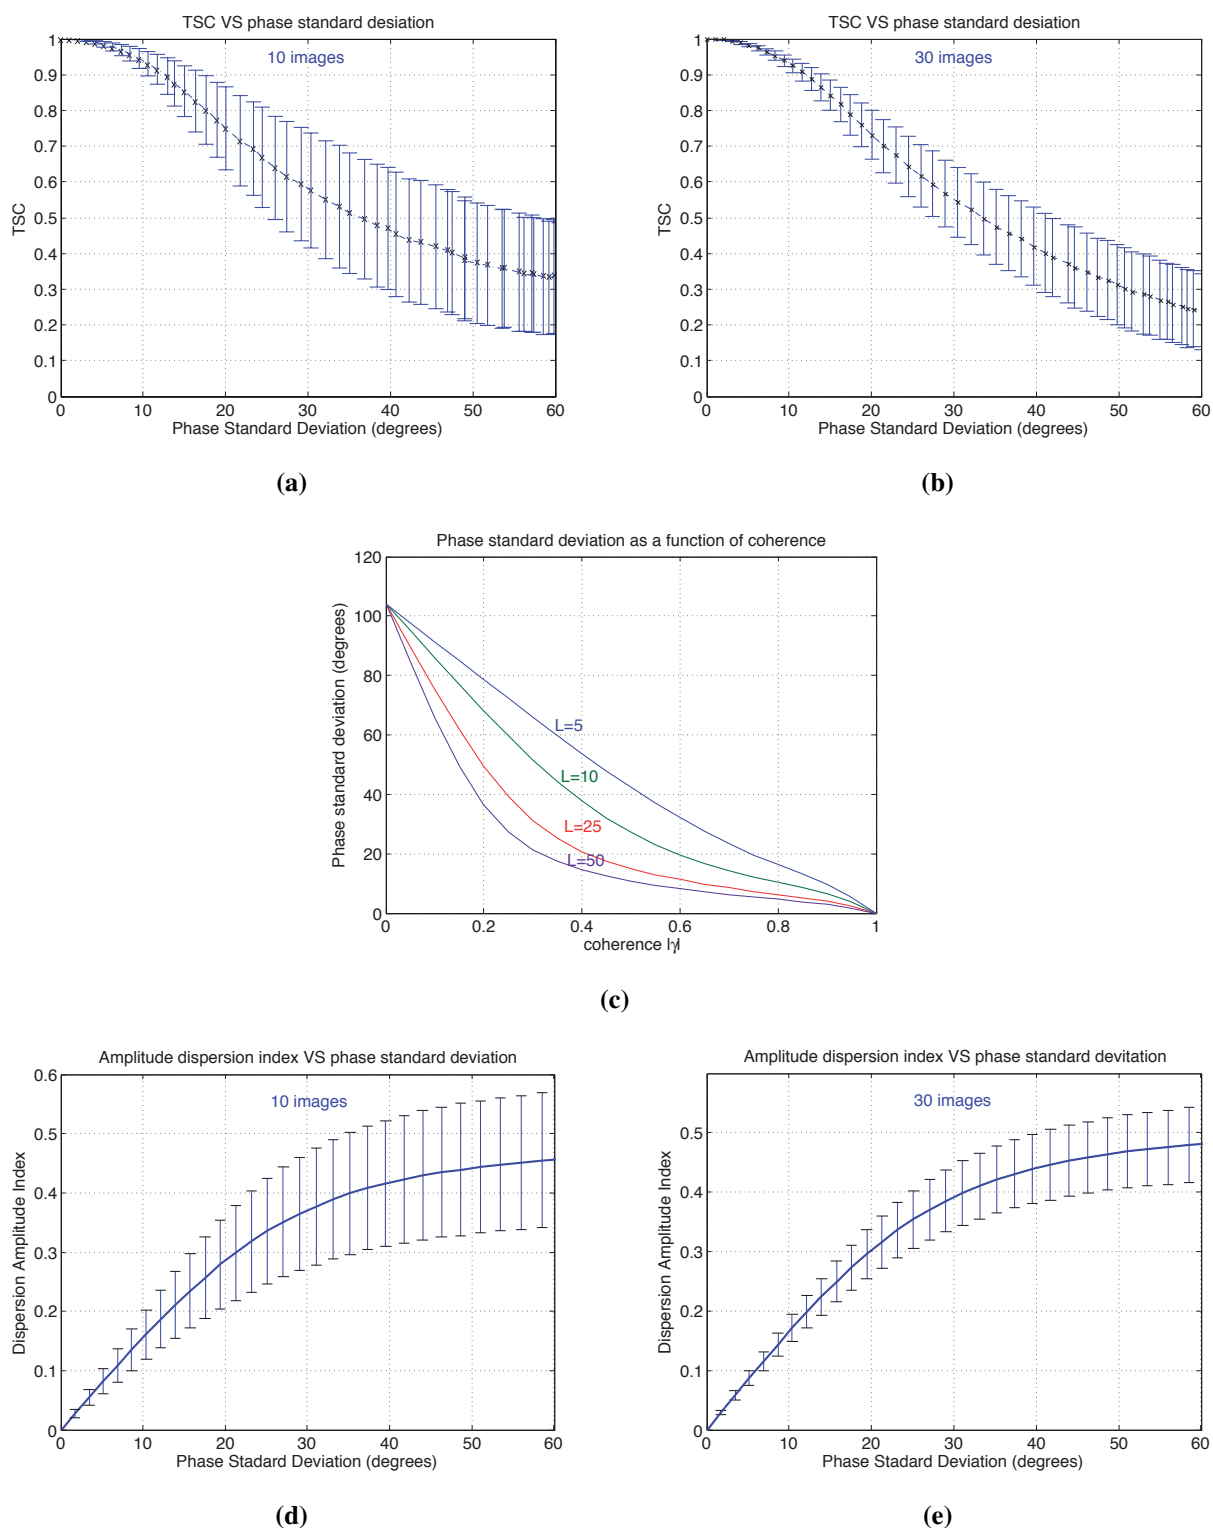 TSC VS phase standard desiation
10 images
TSC
1
0.9
0.8
0.7
0.6
0.5
0.4
0.3
0.2
0.1
0
0 10 20 30 40 50 60
Phase Standard Deviation (degrees)
(a)
TSC VS phase standard desiation
30 images
TSC
1
0.9
0.8
0.7
0.6
0.5
0.4
0.3
0.2
0.1
0
0 10 20 30 40 50 60
Phase Standard Deviation (degrees)
(b)
Phase standard deviation as a function of coherence
Phase standard deviation (degrees)
120
100
80
60
40
20
0
L=5
L=10
L=25
L=50
0 0.2 0.4 0.6 0.8 1
coherence |γ|
(c)
Amplitude dispersion index VS phase standard deviation
10 images
Dispersion Amplitude Index
0.6
0.5
0.4
0.3
0.2
0.1
0
0 10 20 30 40 50 60
Phase Stadard Deviation (degrees)
(d)
Amplitude dispersion index VS phase standard devitation
30 images
Dispersion Amplitude Index
0.5
0.4
0.3
0.2
0.1
0
0 10 20 30 40 50 60
Phase Stadard Deviation (degrees)
(e)